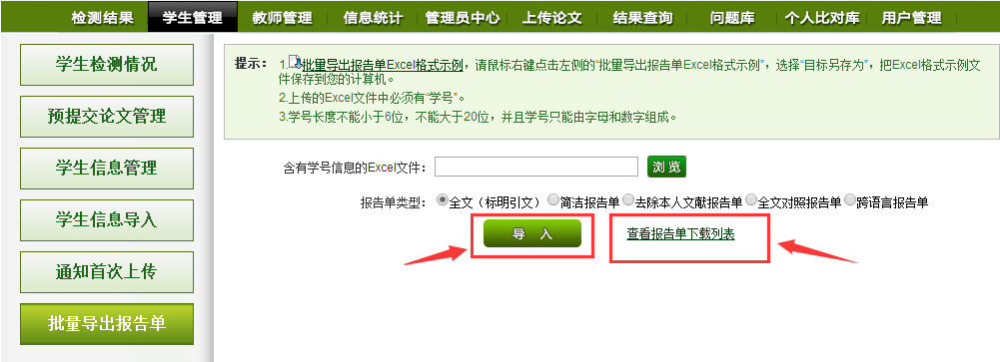 检测结果 学生管理 教师管理 信息统计 管理员中心 上传论文 结果查询 问题库 个人比对库 用户管理
学生检测情况
预提交论文管理
学生信息管理
学生信息导入
通知首次上传
批量导出报告单
提示： 1.批量导出报告单Excel格式示例，请鼠标右键点击左侧的“批量导出报告单Excel格式示例”，选择“目标另存为”，把Excel格式示例文
件保存到您的计算机。
2.上传的Excel文件中必须有“学号”。
3.学号长度不能小于6位，不能大于20位，并且学号只能由字母和数字组成。
含有学号信息的Excel文件： 浏览
报告单类型： 全文（标明引文） 简洁报告单 去除本人文献报告单 全文对照报告单 跨语言报告单
导 入 查看报告单下载列表